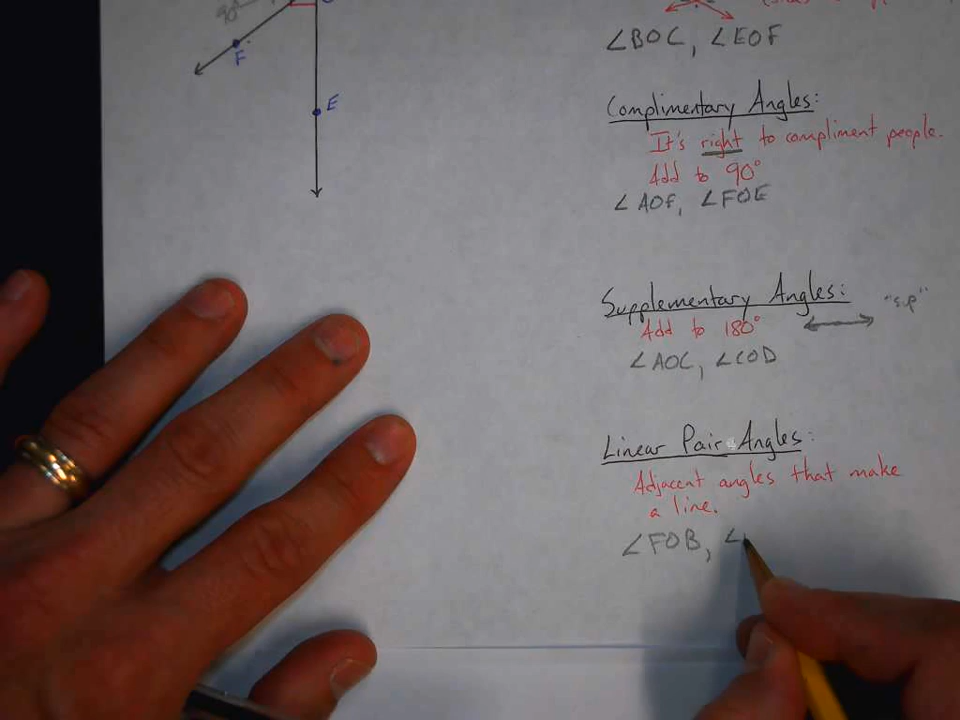 90°
F
E
∠BOC, ∠EOF
Complimentary Angles:
It's right to compliment people.
Add to 90°
∠AOF, ∠FOE
Supplementary Angles:
"sup"
Add to 180°
∠AOC, ∠COD
Linear Pair Angles:
Adjacent angles that make
a line.
∠FOB, ∠